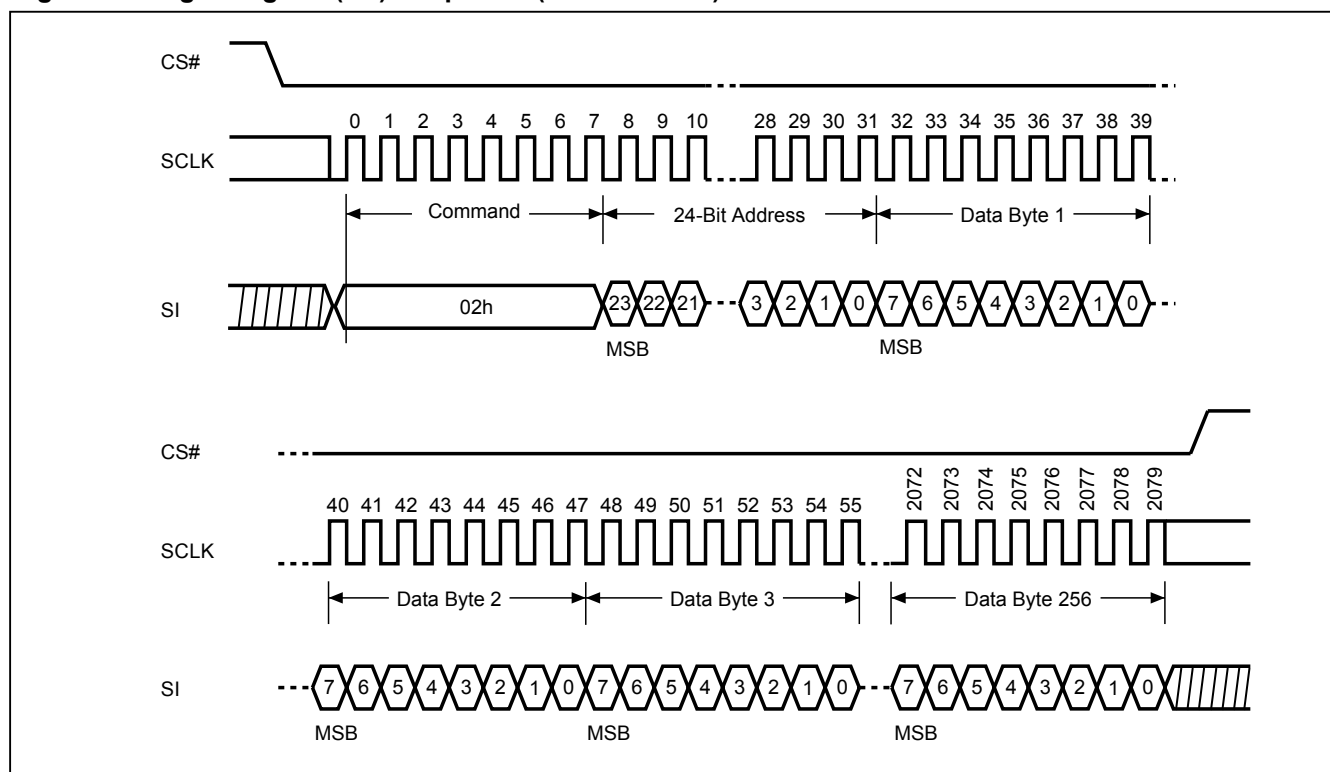 CS#
0 1 2 3 4 5 6 7 8 9 10 28 29 30 31 32 33 34 35 36 37 38 39
SCLK
Command 24-Bit Address Data Byte 1
SI 02h 23 22 21 3 2 1 0 7 6 5 4 3 2 1 0
MSB MSB
CS#
40 41 42 43 44 45 46 47 48 49 50 51 52 53 54 55 2072 2073 2074 2075 2076 2077 2078 2079
SCLK
Data Byte 2 Data Byte 3 Data Byte 256
SI 7 6 5 4 3 2 1 0 7 6 5 4 3 2 1 0 7 6 5 4 3 2 1 0
MSB MSB MSB